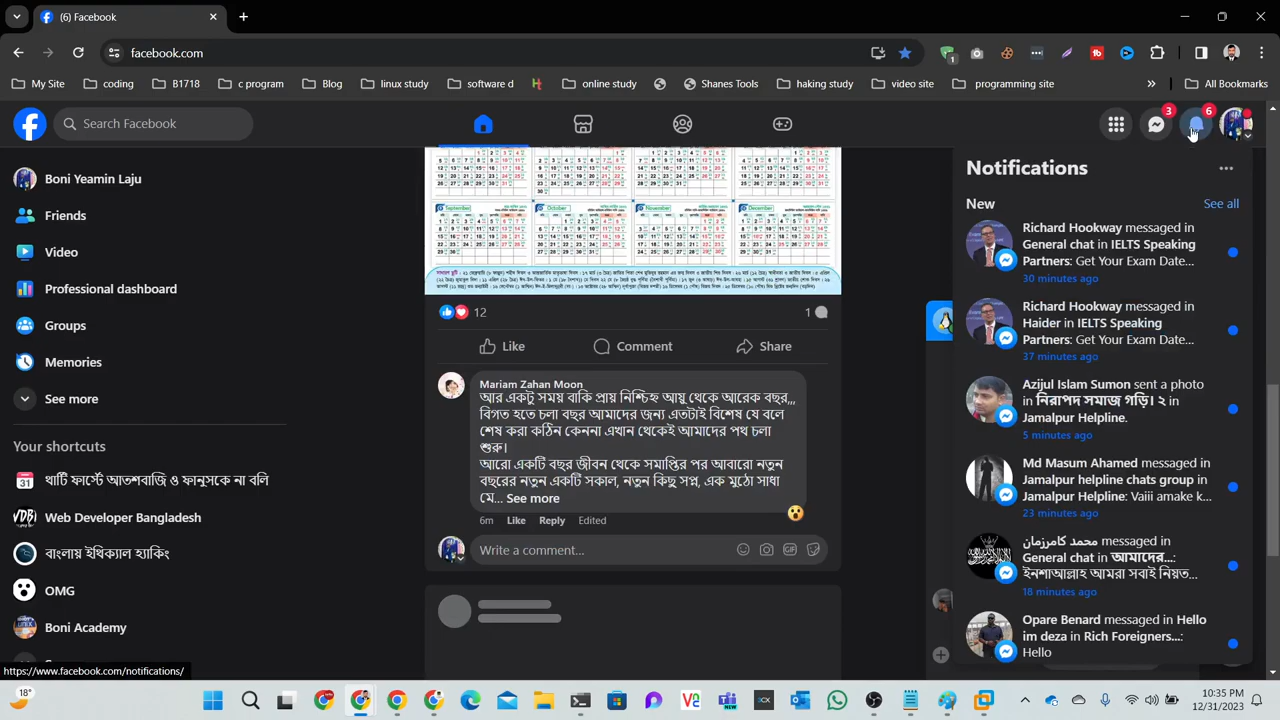 (6) Facebook
facebook.com
1
My Site
coding
B1718
c program
Blog
linux study
software d
online study
Shanes Tools
haking study
video site
programing site
»
All Bookmarks
Search Facebook
3
6
Boni Yeamin Laju
Friends
Video
Professional dashboard
Groups
Memories
See more
Your shortcuts
থার্টি ফার্স্টে আতশবাজি ও ফানুসকে না বলি
Web Developer Bangladesh
বাংলায় ইথিক্যাল হ্যাকিং
OMG
Boni Academy
https://www.facebook.com/notifications/
September
October
November
December
12
1
Like
Comment
Share
Mariam Zahan Moon
আর একটু সময় বাকি প্রায় নিশ্চিহ্ন আয়ু থেকে আরেক বছর,,,
বিগত হতে চলা বছর আমাদের জন্য এতটাই বিশেষ যে বলে
শেষ করা কঠিন কেননা এখান থেকেই আমাদের পথ চলা
শুরু।
আরো একটি বছর জীবন থেকে সমাপ্তির পর আবারো নতুন
বছরের নতুন একটি সকাল, নতুন কিছু সপ্ন, এক মুঠো সাধা
মে... See more
6m Like Reply Edited
Write a comment...
Notifications
New
See all
Richard Hookway messaged in
General chat in IELTS Speaking
Partners: Get Your Exam Date...
30 minutes ago
Richard Hookway messaged in
Haider in IELTS Speaking
Partners: Get Your Exam Date...
37 minutes ago
Azijul Islam Sumon sent a photo
in নিরাপদ সমাজ গড়ি। ২ in
Jamalpur Helpline.
5 minutes ago
Md Masum Ahamed messaged in
Jamalpur helpline chats group in
Jamalpur Helpline: Vaiii amake k...
23 minutes ago
محمد كامرزمان messaged in
General chat in আমাদের...:
ইনশাআল্লাহ আমরা সবাই নিয়ত...
18 minutes ago
Opare Benard messaged in Hello
im deza in Rich Foreigners...:
Hello
18°
10:35 PM
12/31/2023